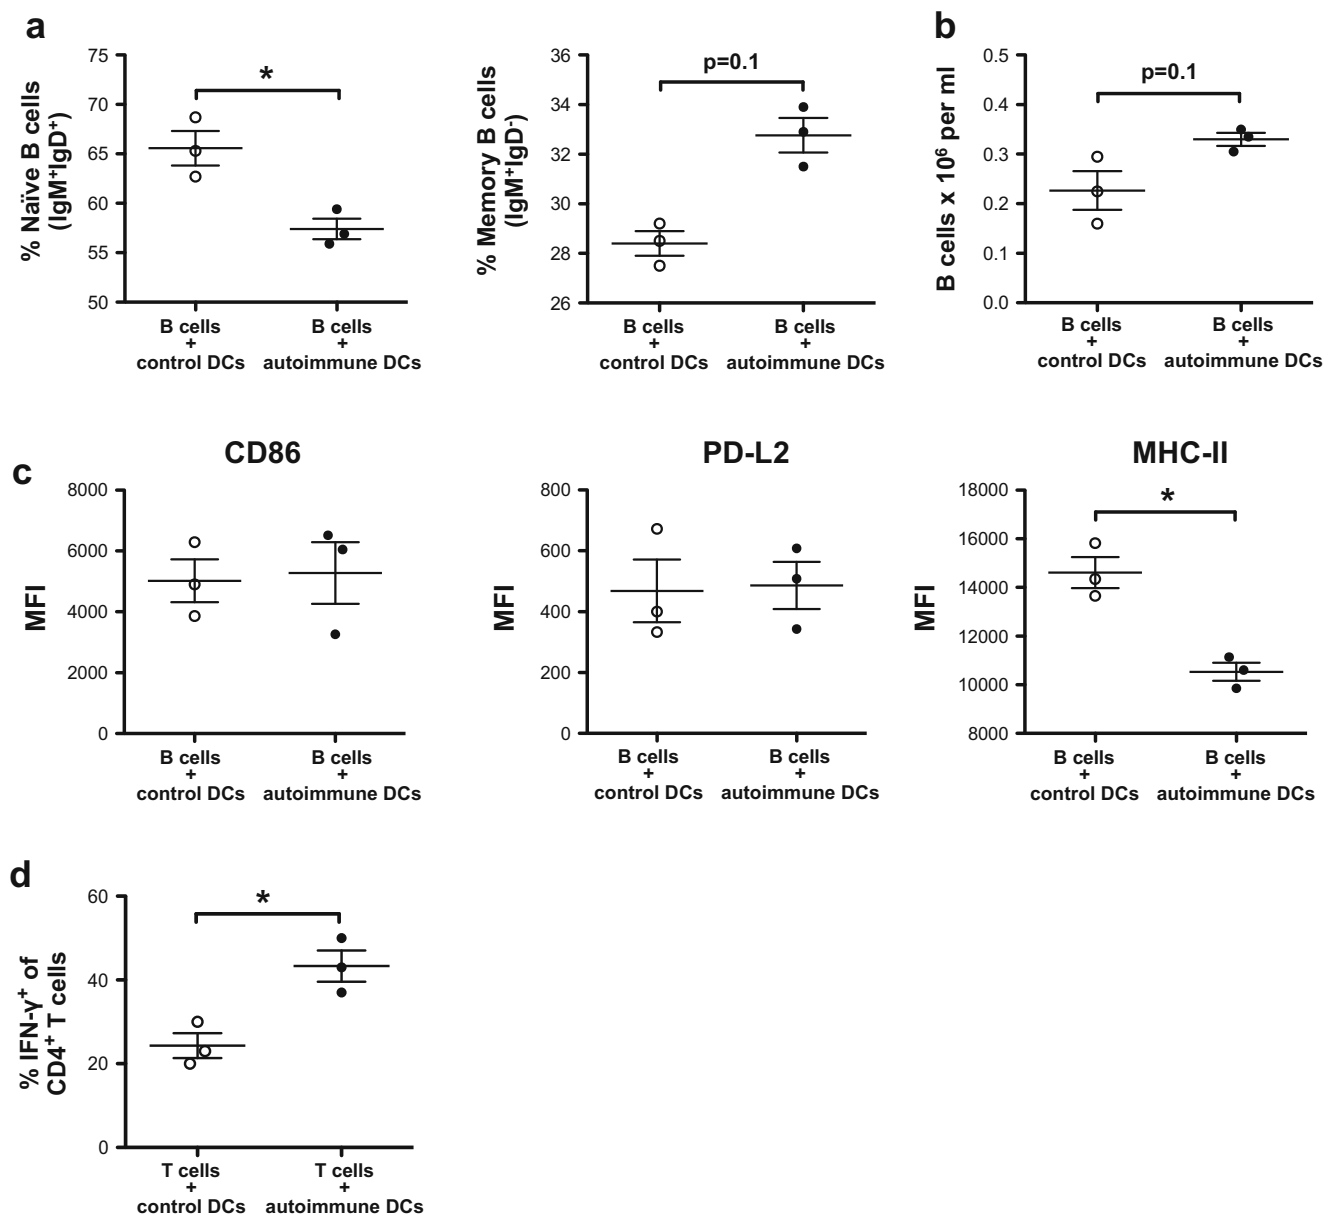 a
% Naïve B cells
(IgM⁺IgD⁺)
75
70
65
60
55
50
*
B cells
+
control DCs
B cells
+
autoimmune DCs
% Memory B cells
(IgM⁺IgD⁻)
36
34
32
30
28
26
p=0.1
B cells
+
control DCs
B cells
+
autoimmune DCs
b
B cells x 10⁶ per ml
0.5
0.4
0.3
0.2
0.1
0.0
p=0.1
B cells
+
control DCs
B cells
+
autoimmune DCs
c
CD86
MFI
8000
6000
4000
2000
0
B cells
+
control DCs
B cells
+
autoimmune DCs
PD-L2
MFI
800
600
400
200
0
B cells
+
control DCs
B cells
+
autoimmune DCs
MHC-II
MFI
18000
16000
14000
12000
10000
8000
*
B cells
+
control DCs
B cells
+
autoimmune DCs
d
% IFN-γ⁺ of
CD4⁺ T cells
60
40
20
0
*
T cells
+
control DCs
T cells
+
autoimmune DCs